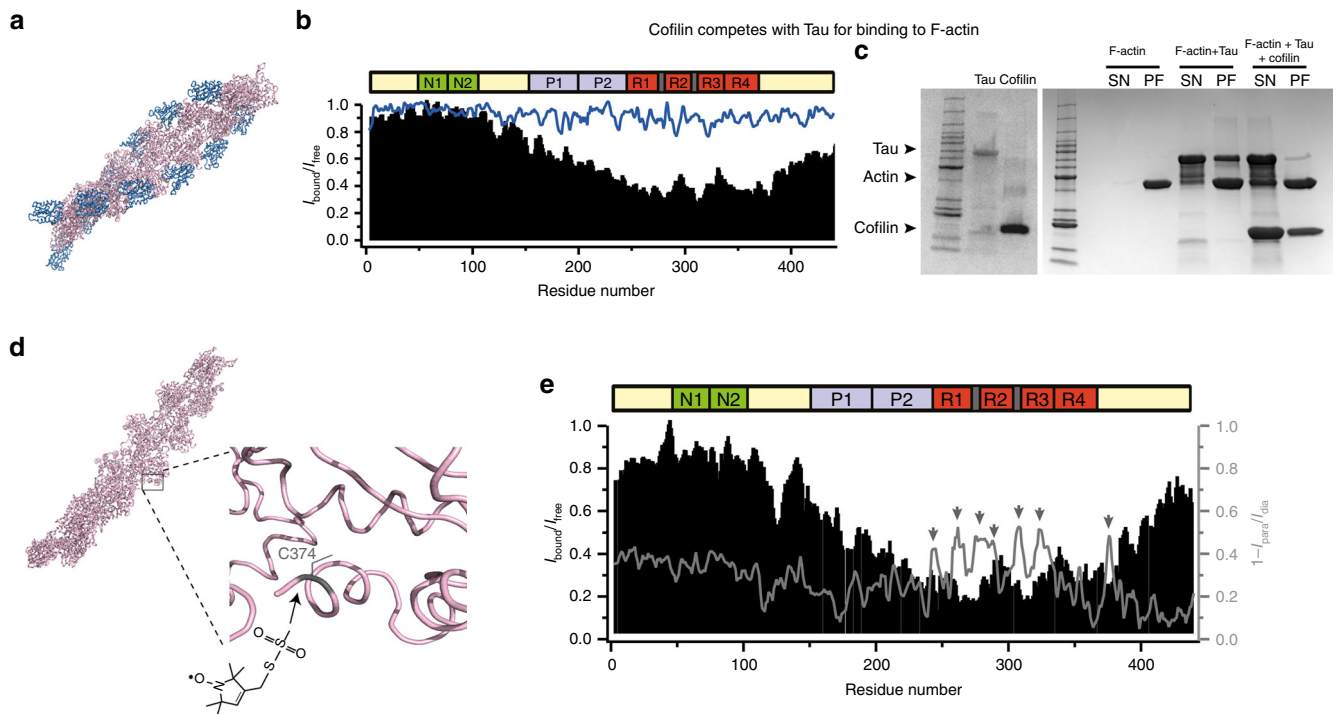 Cofilin competes with Tau for binding to F-actin
a
b
N1 N2 P1 P2 R1 R2 R3 R4
1.0
0.8
0.6
0.4
0.2
0.0
Ibound/Ifree
0 100 200 300 400
Residue number
c
Tau Cofilin
F-actin
F-actin+Tau
F-actin + Tau
+ cofilin
SN PF SN PF SN PF
Tau
Actin
Cofilin
d
C374
O
S
O
S
•O
N
e
N1 N2 P1 P2 R1 R2 R3 R4
1.0
0.8
0.6
0.4
0.2
0.0
Ibound/Ifree
1.0
0.8
0.6
0.4
0.2
0.0
1−Ipara/Idia
0 100 200 300 400
Residue number